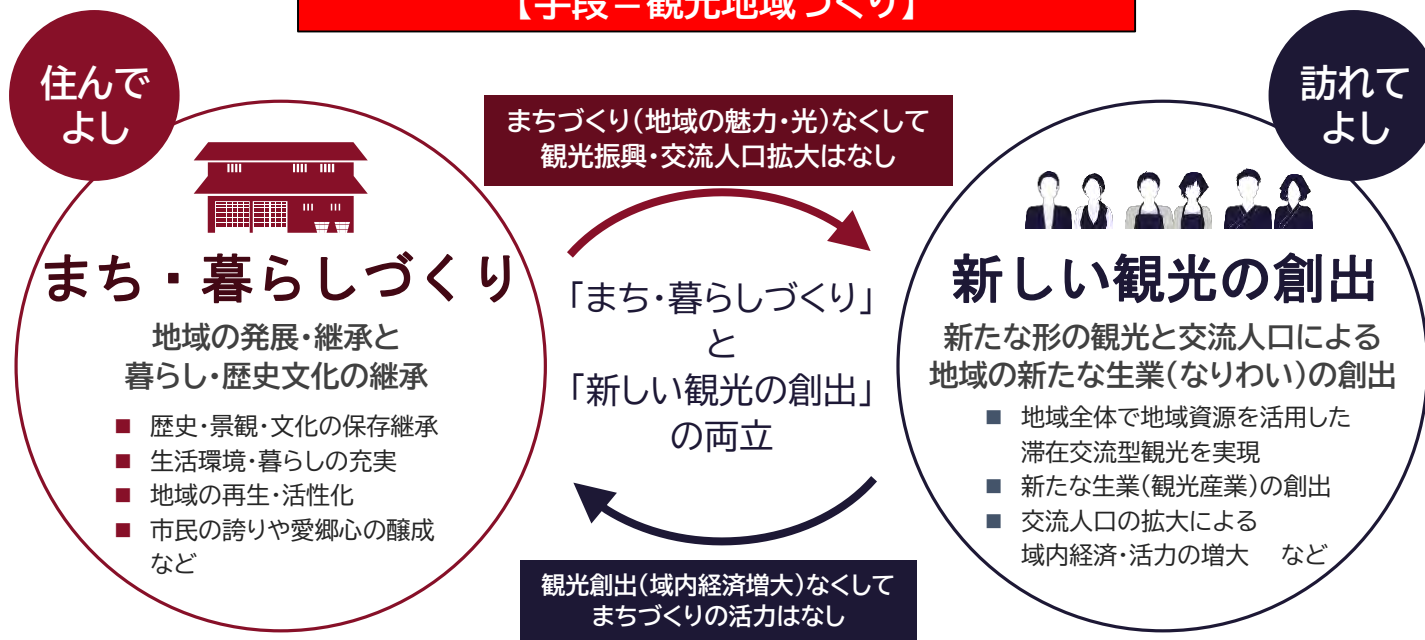 【手段＝観光地域づくり】
住んで
よし
訪れて
よし
まちづくり(地域の魅力・光)なくして
観光振興・交流人口拡大はなし
まち・暮らしづくり
地域の発展・継承と
暮らし・歴史文化の継承
■ 歴史・景観・文化の保存継承
■ 生活環境・暮らしの充実
■ 地域の再生・活性化
■ 市民の誇りや愛郷心の醸成
など
「まち・暮らしづくり」
と
「新しい観光の創出」
の両立
新しい観光の創出
新たな形の観光と交流人口による
地域の新たな生業(なりわい)の創出
■ 地域全体で地域資源を活用した
滞在交流型観光を実現
■ 新たな生業(観光産業)の創出
■ 交流人口の拡大による
域内経済・活力の増大 など
観光創出(域内経済増大)なくして
まちづくりの活力はなし